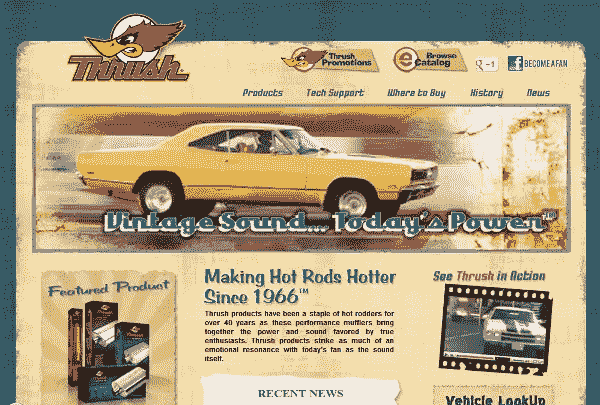 Thrush
Thrush
Promotions
Browse
Catalog
g -1
BECOME A FAN
Products Tech Support Where to Buy History News
Vintage Sound... Today's Power™
Featured Product
Making Hot Rods Hotter
Since 1966™
Thrush products have been a staple of hot rodders for
over 40 years as these performance mufflers bring
together the power and sound favored by true
enthusiasts. Thrush products strike as much of an
emotional resonance with today's fan as the sound
itself.
See Thrush in Action
RECENT NEWS
Vehicle LookUp